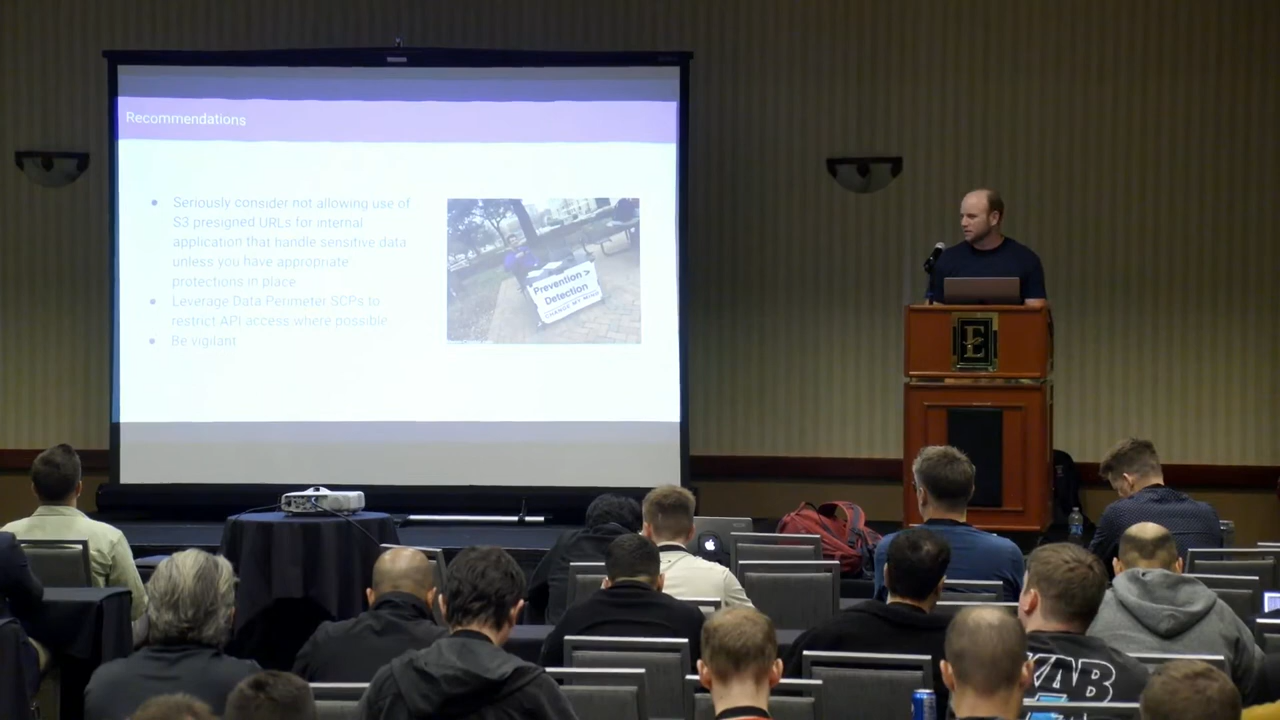 Recommendations
Seriously consider not allowing use of
S3 presigned URLs for internal
application that handle sensitive data
unless you have appropriate
protections in place
Leverage Data Perimeter SCPs to
restrict API access where possible
Be vigilant
Prevention >
Detection
CHANGE MY MIND
E
KAB